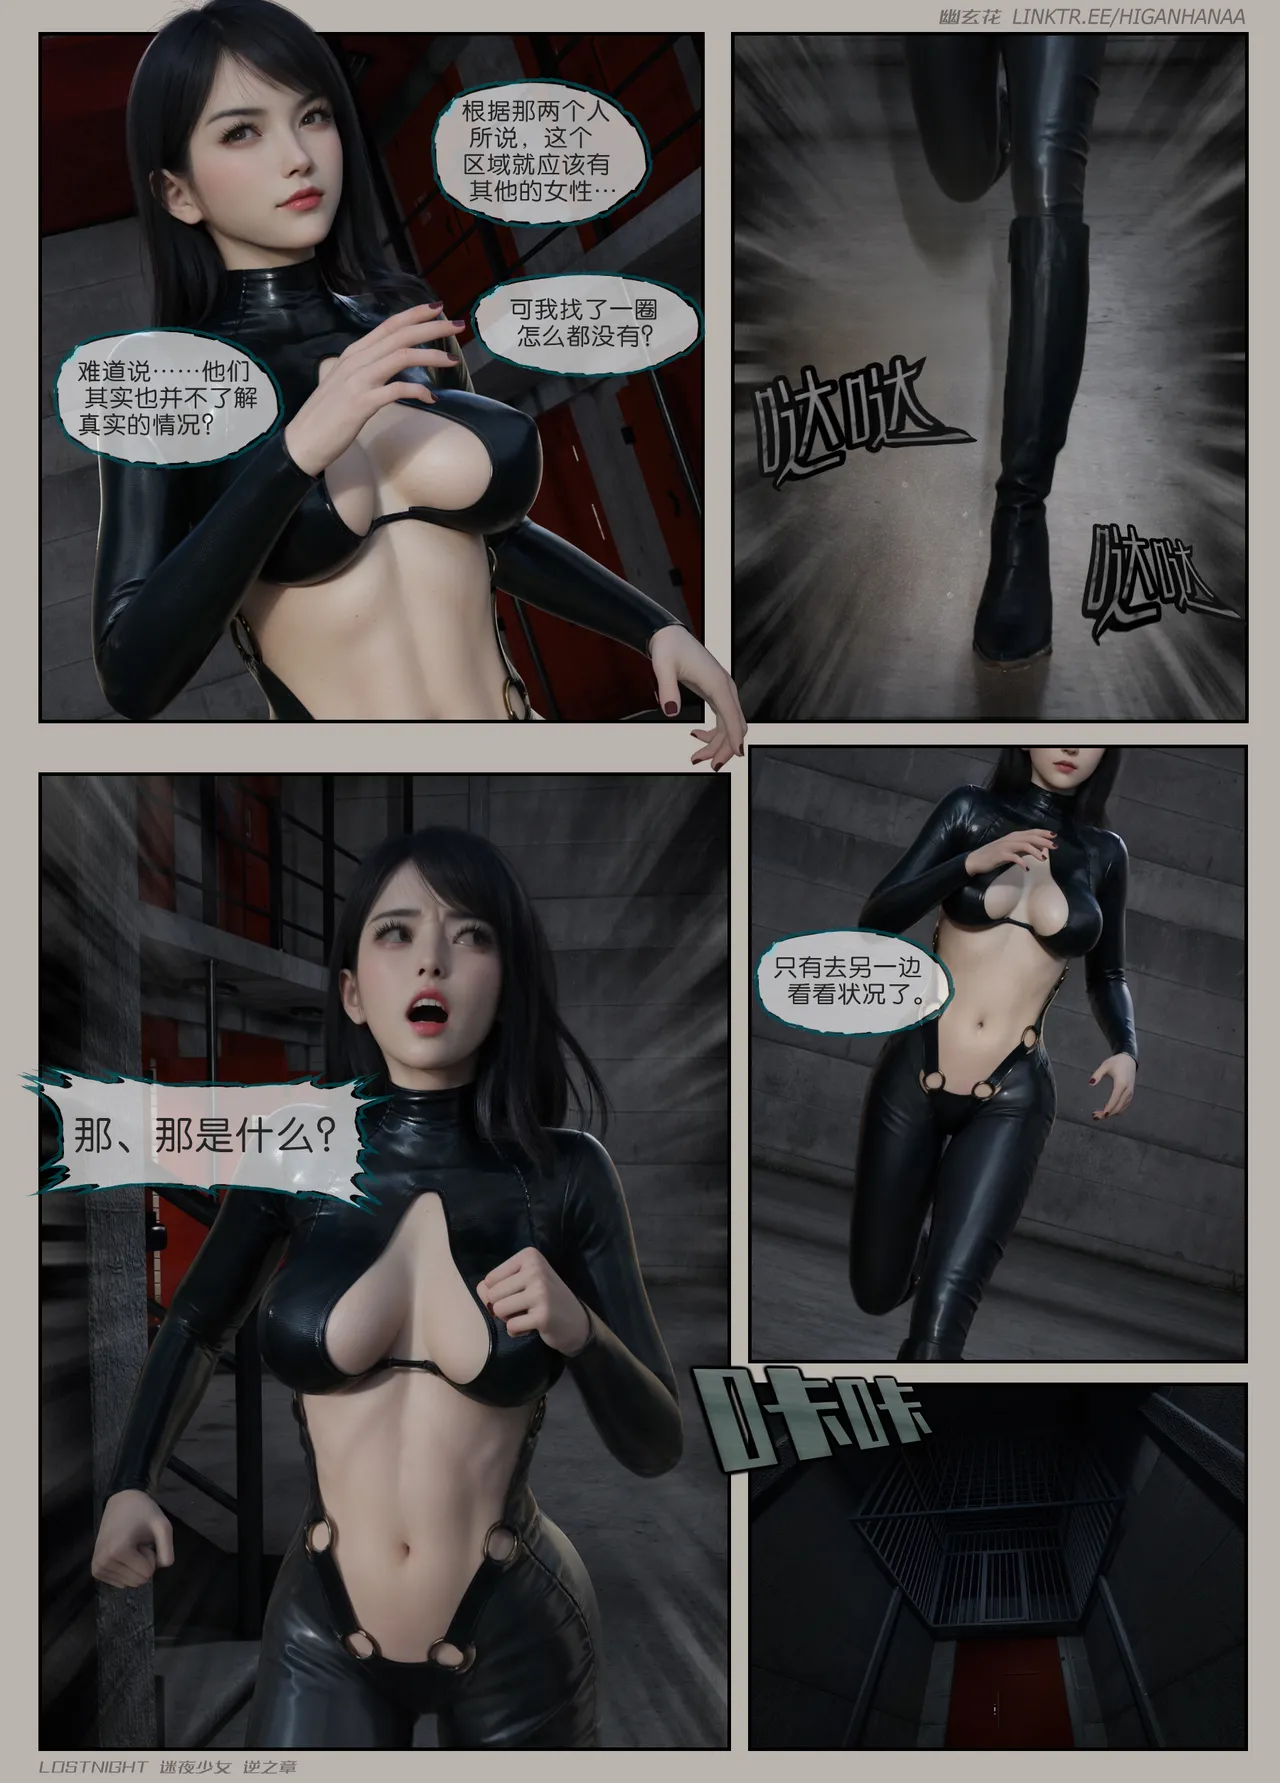 幽玄花 LINKTR.EE/HIGANHANAA
根据那两个人
所说，这个
区域就应该有
其他的女性…
可我找了一圈
怎么都没有？
难道说……他们
其实也并不了解
真实的情况？
哒哒
哒哒
只有去另一边
看看状况了。
那、那是什么？
咔咔
LOSTNIGHT 迷夜少女 逆之章